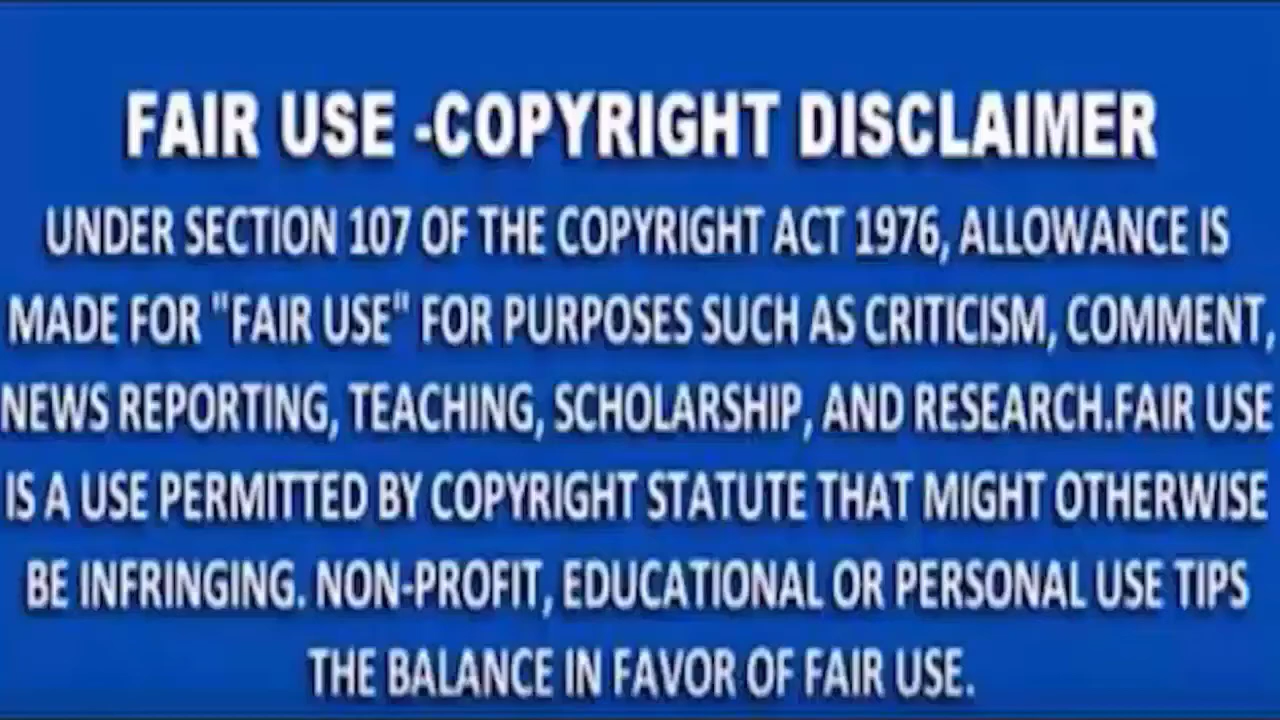 FAIR USE -COPYRIGHT DISCLAIMER
UNDER SECTION 107 OF THE COPYRIGHT ACT 1976, ALLOWANCE IS
MADE FOR "FAIR USE" FOR PURPOSES SUCH AS CRITICISM, COMMENT,
NEWS REPORTING, TEACHING, SCHOLARSHIP, AND RESEARCH.FAIR USE
IS A USE PERMITTED BY COPYRIGHT STATUTE THAT MIGHT OTHERWISE
BE INFRINGING. NON-PROFIT, EDUCATIONAL OR PERSONAL USE TIPS
THE BALANCE IN FAVOR OF FAIR USE.